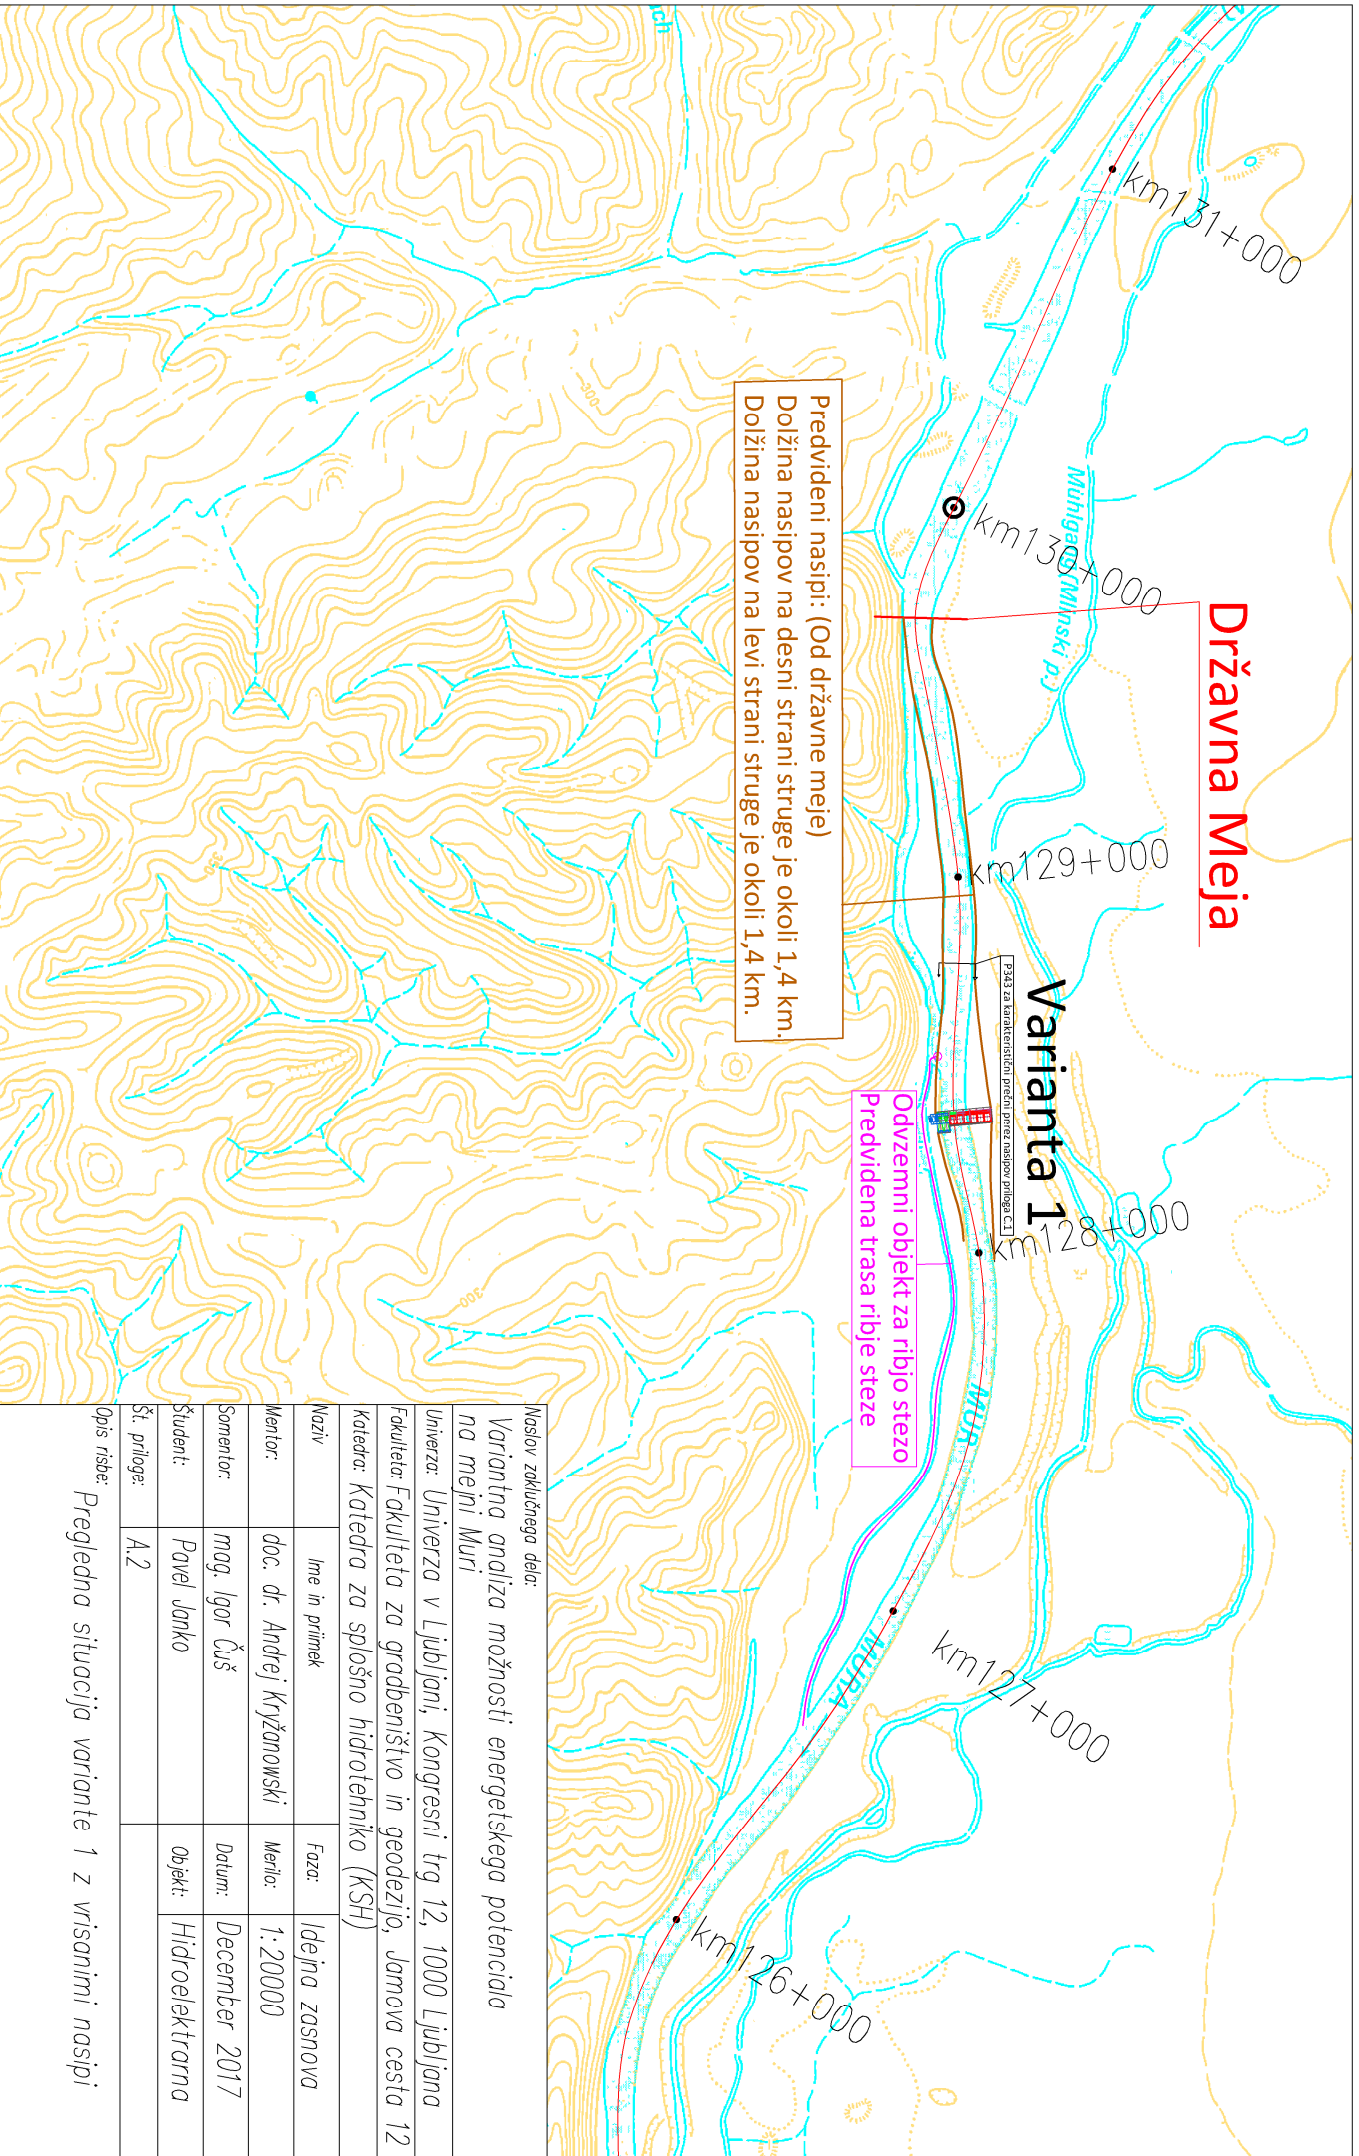 ach
km131+000
Mühlgang(Mlinski p.)
km130+000
Državna Meja
300
Predvideni nasipi: (Od državne meje)
Dolžina nasipov na desni strani struge je okoli 1,4 km.
Dolžina nasipov na levi strani struge je okoli 1,4 km.
km129+000
350
P343 za karakteristični prečni prerez nasipov priloga C.1
Varianta 1
km128+000
Odvzemni objekt za ribjo stezo
Predvidena trasa ribje steze
300
MUR
MURA
km127+000
km126+000
Naslov zaključnega dela:
Variantna analiza možnosti energetskega potenciala
na mejni Muri
Univerza: Univerza v Ljubljani, Kongresni trg 12, 1000 Ljubljana
Fakulteta: Fakulteta za gradbeništvo in geodezijo, Jamova cesta 12
Katedra: Katedra za splošno hidrotehniko (KSH)
Naziv Ime in priimek Faza: Idejna zasnova
Mentor: doc. dr. Andrej Kryžanowski Merilo: 1:20000
Somentor: mag. Igor Čuš Datum: December 2017
Študent: Pavel Janko Objekt: Hidroelektrarna
Št. priloge: A.2
Opis risbe: Pregledna situacija variante 1 z vrisanimi nasipi